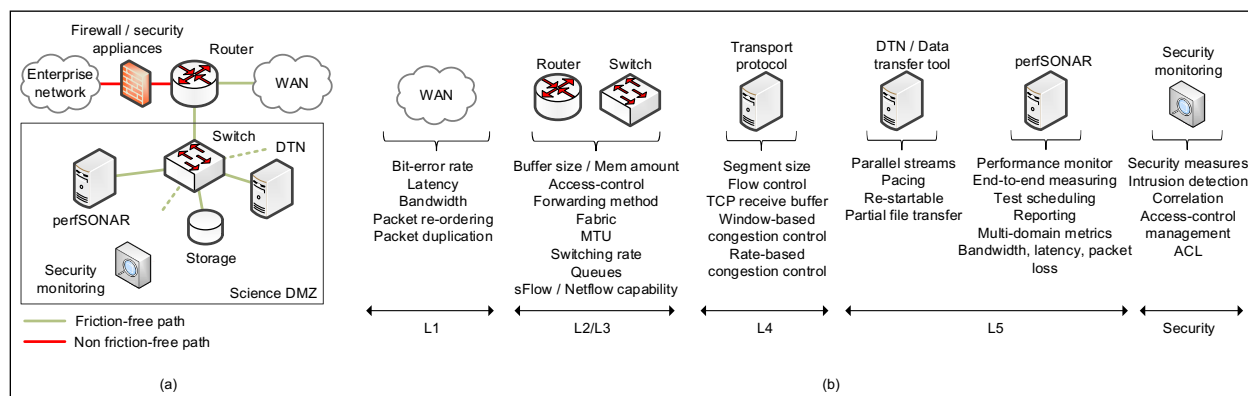 Firewall / security
appliances
Router
Enterprise
network
WAN
Switch
DTN
perfSONAR
Storage
Security
monitoring
Science DMZ
Friction-free path
Non friction-free path
(a)
WAN
Bit-error rate
Latency
Bandwidth
Packet re-ordering
Packet duplication
L1
Router
Switch
Buffer size / Mem amount
Access-control
Forwarding method
Fabric
MTU
Switching rate
Queues
sFlow / Netflow capability
L2/L3
Transport
protocol
Segment size
Flow control
TCP receive buffer
Window-based
congestion control
Rate-based
congestion control
L4
DTN / Data
transfer tool
Parallel streams
Pacing
Re-startable
Partial file transfer
perfSONAR
Performance monitor
End-to-end measuring
Test scheduling
Reporting
Multi-domain metrics
Bandwidth, latency, packet
loss
L5
Security
monitoring
Security measures
Intrusion detection
Correlation
Access-control
management
ACL
Security
(b)